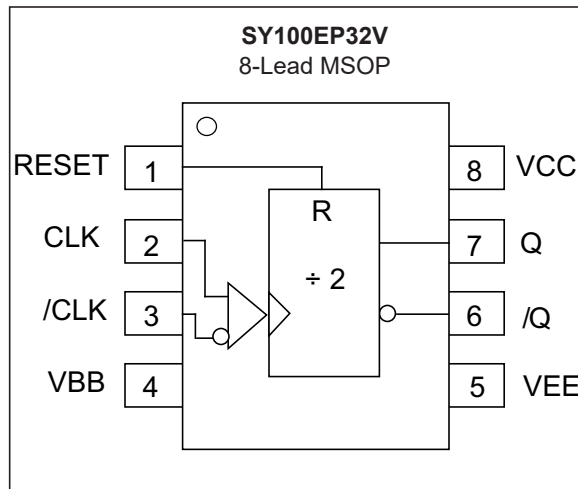 SY100EP32V
8-Lead MSOP
RESET 1 8 VCC
R
CLK 2 7 Q
÷ 2
/CLK 3 6 /Q
VBB 4 5 VEE